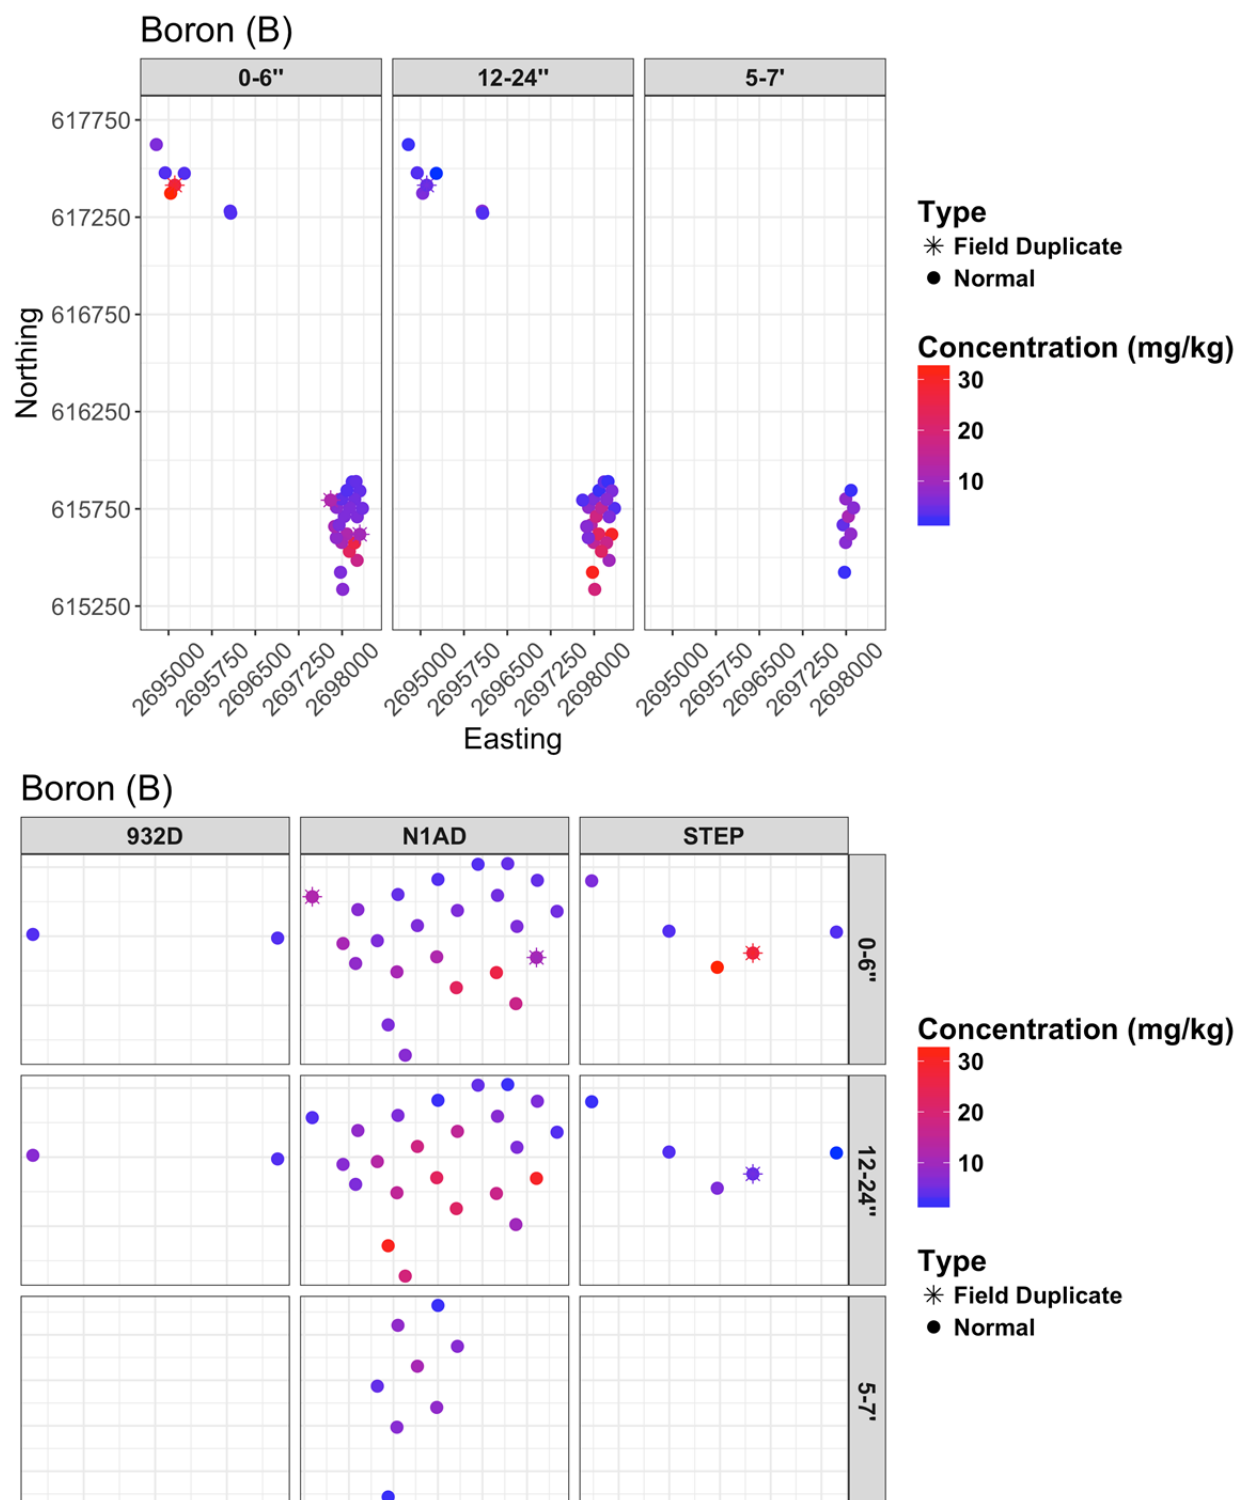 Boron (B)
0-6"
12-24"
5-7'
617750
617250
616750
616250
615750
615250
Northing
2695000
2695750
2696500
2697250
2698000
2695000
2695750
2696500
2697250
2698000
2695000
2695750
2696500
2697250
2698000
Easting
Type
Field Duplicate
Normal
Concentration (mg/kg)
30
20
10
Boron (B)
932D
N1AD
STEP
0-6"
12-24"
5-7'
Concentration (mg/kg)
30
20
10
Type
Field Duplicate
Normal